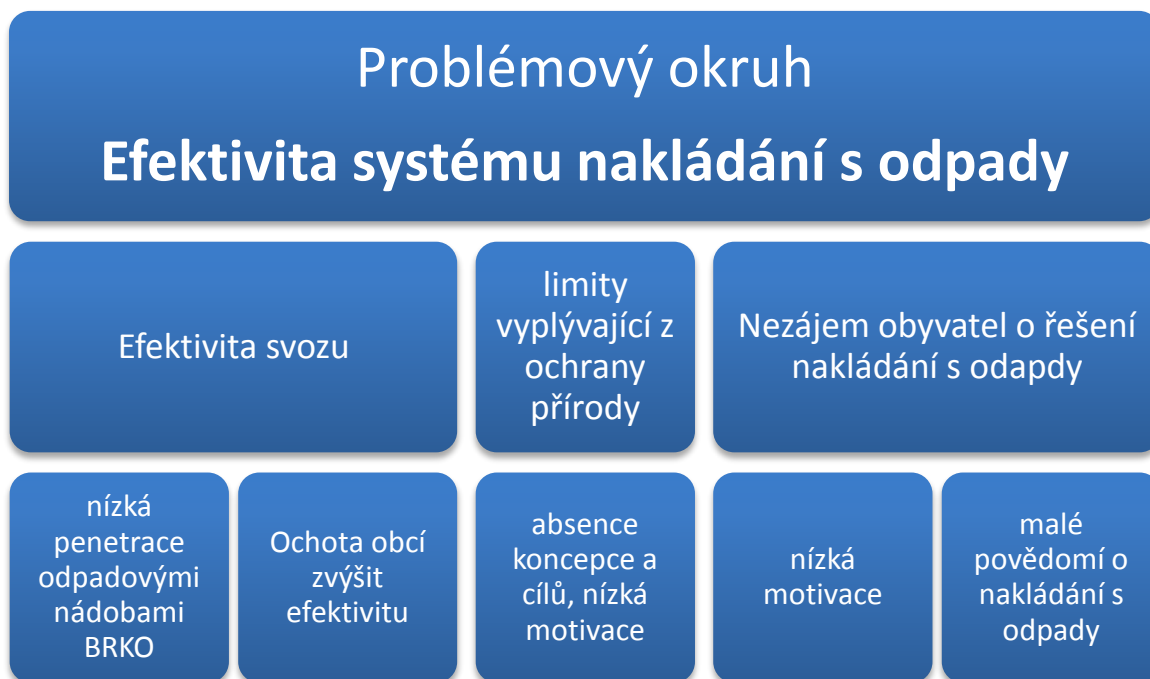 Problémový okruh
Efektivita systému nakládání s odpady
Efektivita svozu
limity
vyplývající z
ochrany
přírody
Nezájem obyvatel o řešení
nakládání s odapdy
nízká
penetrace
odpadovými
nádobami
BRKO
Ochota obcí
zvýšit
efektivitu
absence
koncepce a
cílů, nízká
motivace
nízká
motivace
malé
povědomí o
nakládání s
odpady